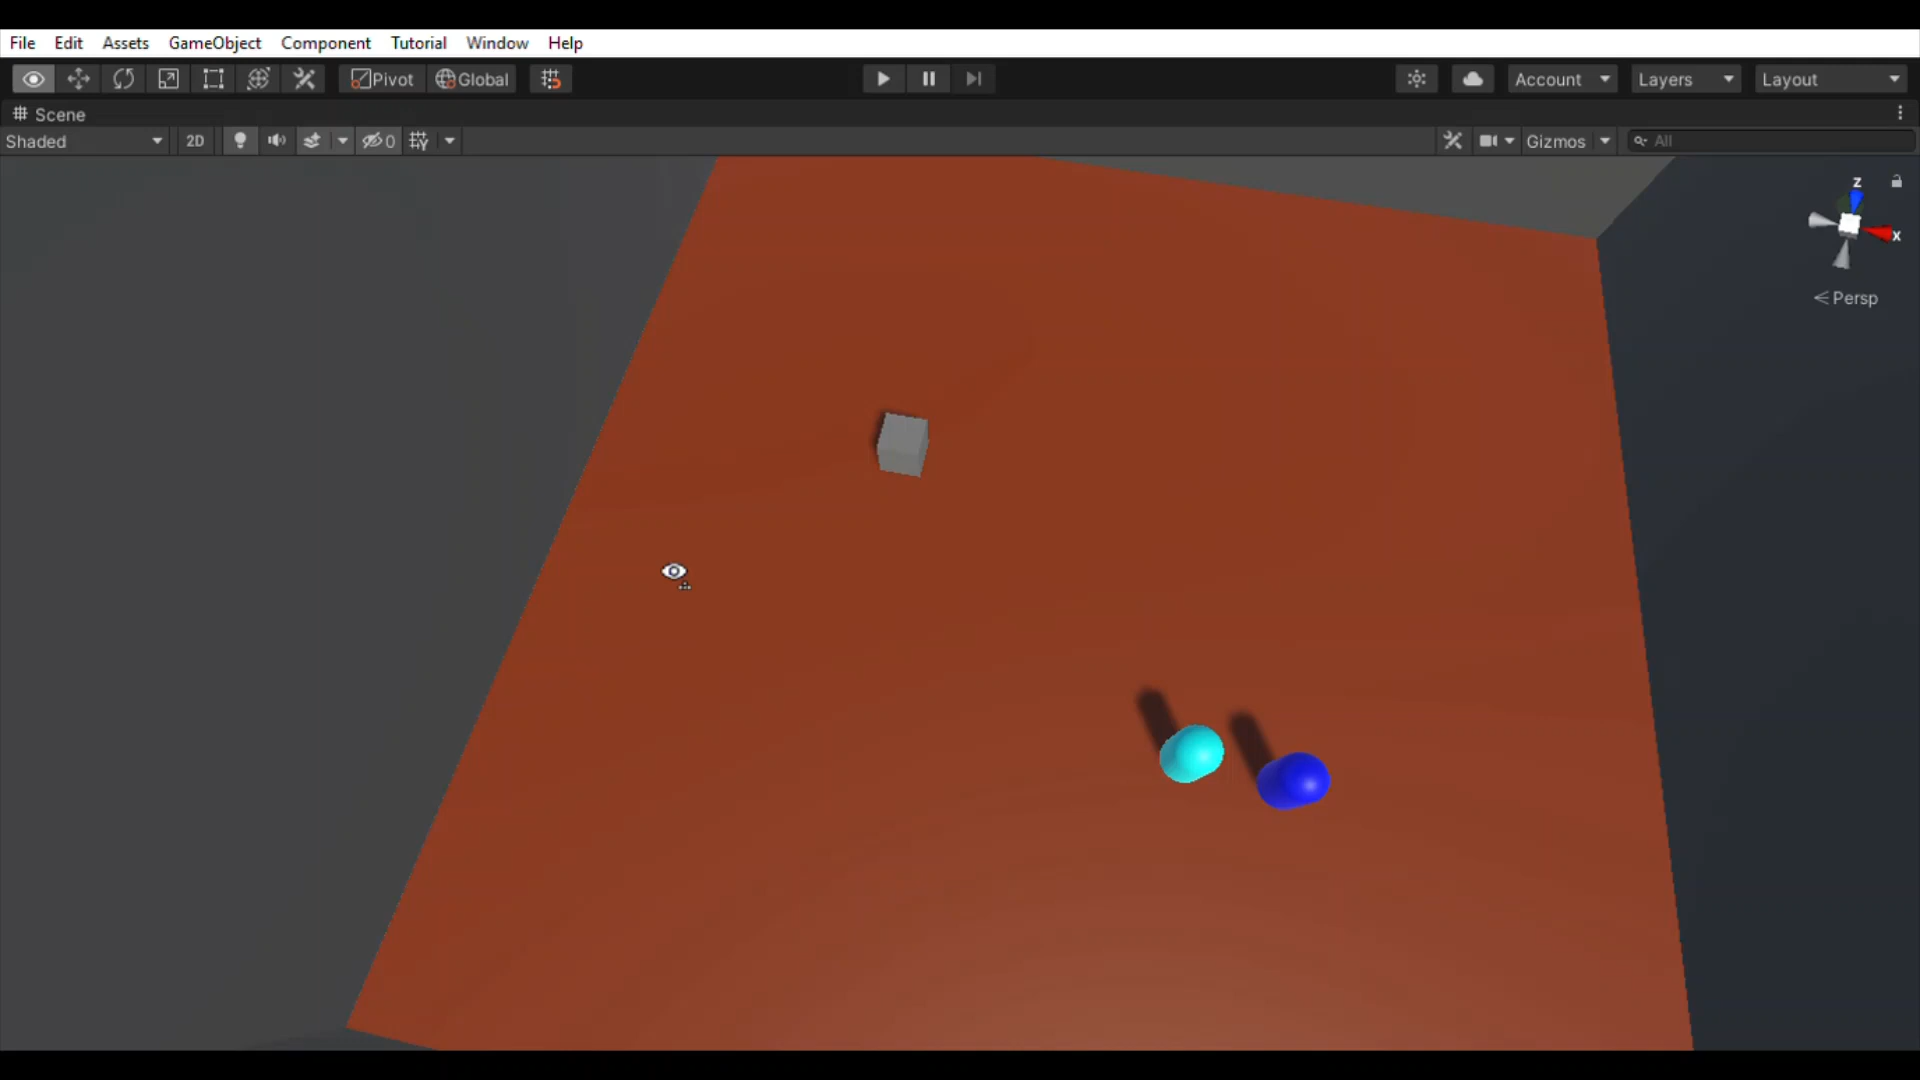 File Edit Assets GameObject Component Tutorial Window Help
Pivot Global Account Layers Layout
Scene
Shaded 2D 0 Gizmos All
z
x
Persp